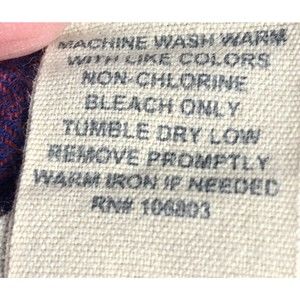 MACHINE WASH WARM
WITH LIKE COLORS
NON-CHLORINE
BLEACH ONLY
TUMBLE DRY LOW
REMOVE PROMPTLY
WARM IRON IF NEEDED
RN# 106803